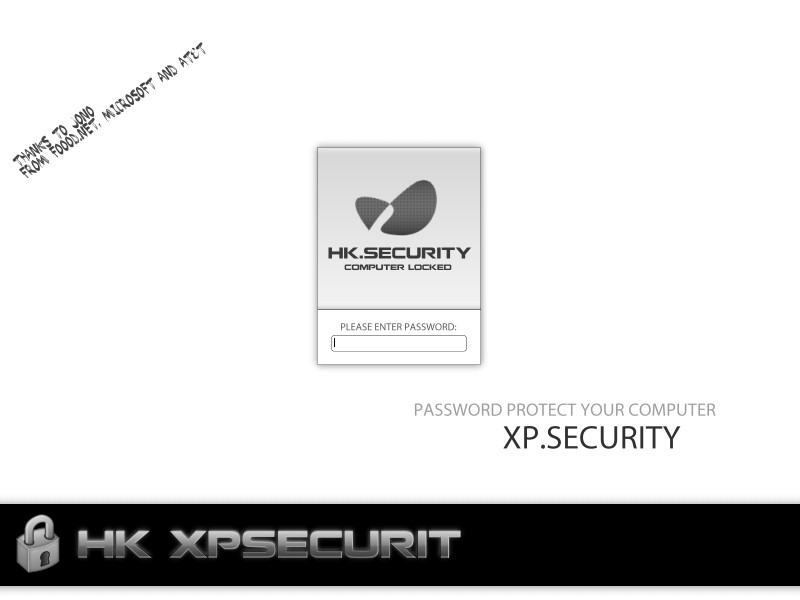 THANKS TO JONO
FROM FOOOD.NET, MICROSOFT AND AT&T
HK.SECURITY
COMPUTER LOCKED
PLEASE ENTER PASSWORD:
PASSWORD PROTECT YOUR COMPUTER
XP.SECURITY
HK XPSECURIT